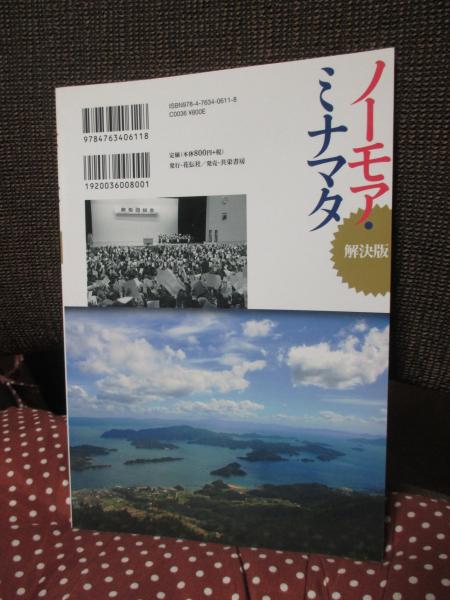 ノーモア・
ミナマタ
解決版
ISBN978-4-7634-0611-8
C0036 ¥800E
9784763406118
定価(本体800円+税)
発行・花伝社/発売・共栄書房
1920036008001